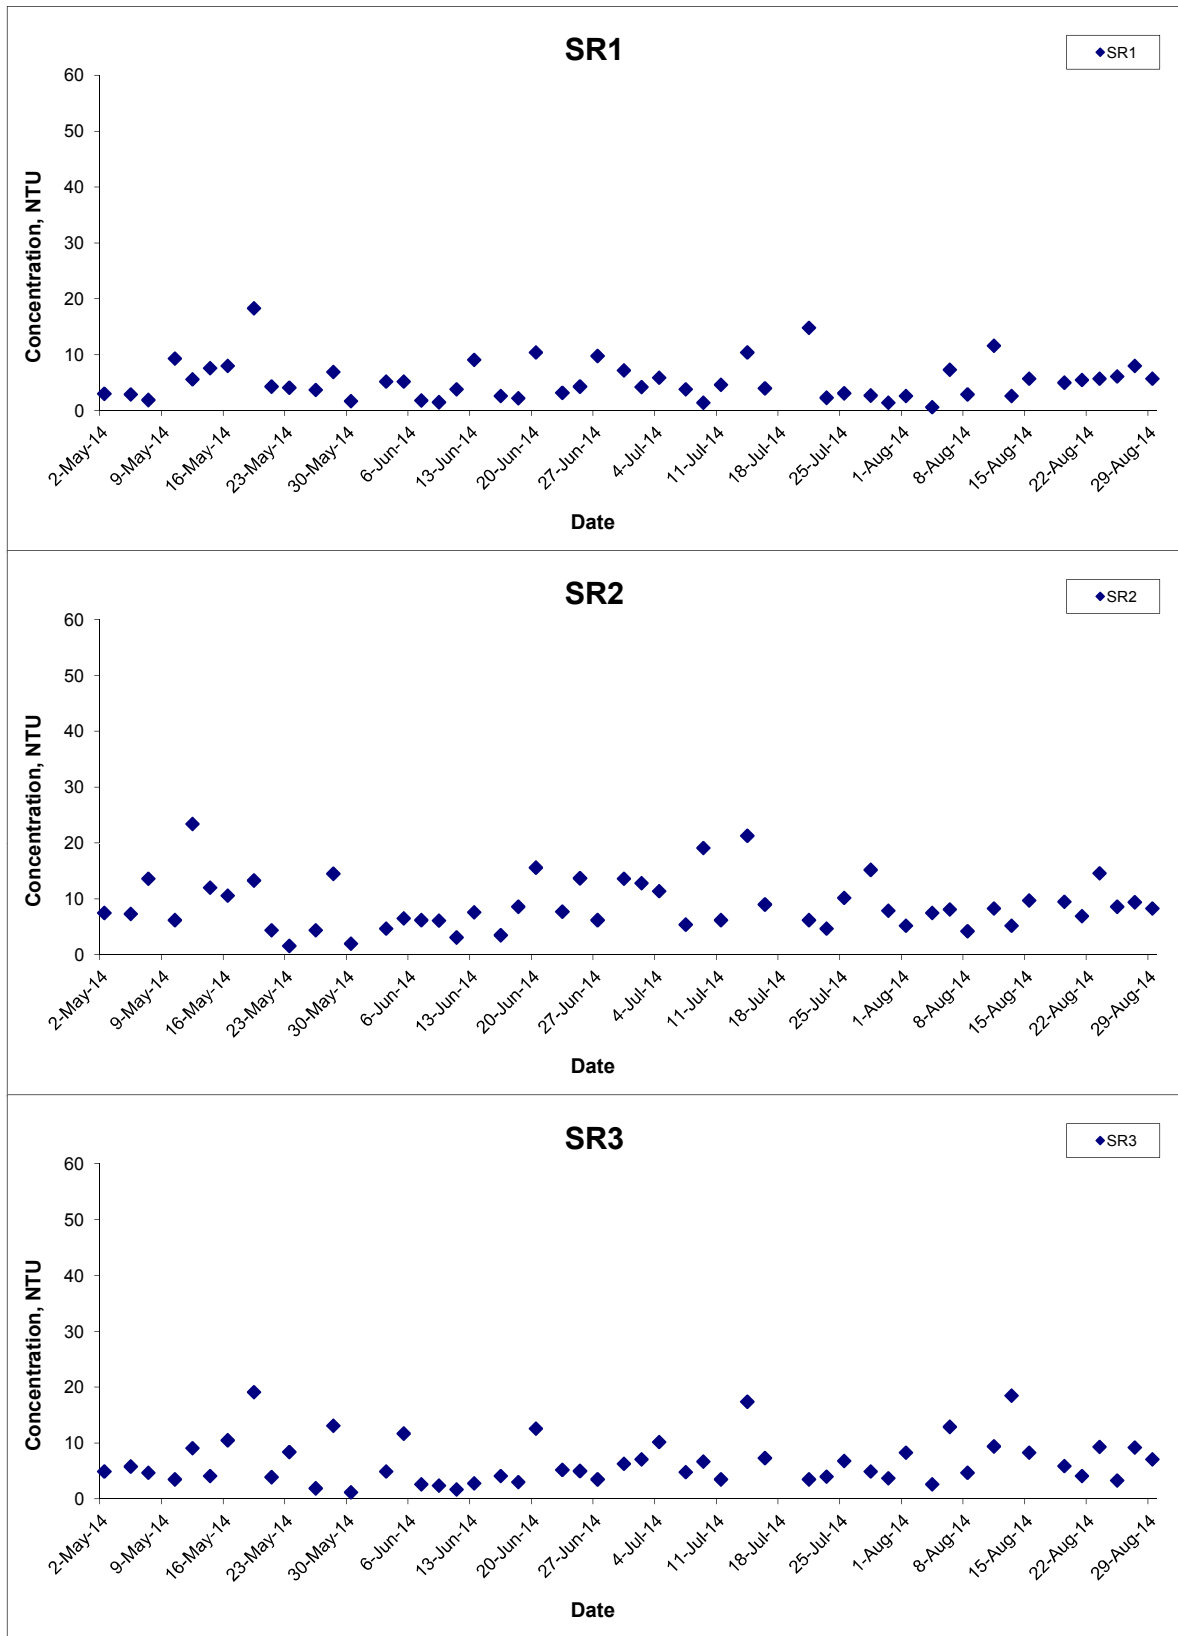 SR1
SR1
60
50
40
30
20
10
0
Concentration, NTU
2-May-14
9-May-14
16-May-14
23-May-14
30-May-14
6-Jun-14
13-Jun-14
20-Jun-14
27-Jun-14
4-Jul-14
11-Jul-14
18-Jul-14
25-Jul-14
1-Aug-14
8-Aug-14
15-Aug-14
22-Aug-14
29-Aug-14
Date
SR2
SR2
60
50
40
30
20
10
0
Concentration, NTU
2-May-14
9-May-14
16-May-14
23-May-14
30-May-14
6-Jun-14
13-Jun-14
20-Jun-14
27-Jun-14
4-Jul-14
11-Jul-14
18-Jul-14
25-Jul-14
1-Aug-14
8-Aug-14
15-Aug-14
22-Aug-14
29-Aug-14
Date
SR3
SR3
60
50
40
30
20
10
0
Concentration, NTU
2-May-14
9-May-14
16-May-14
23-May-14
30-May-14
6-Jun-14
13-Jun-14
20-Jun-14
27-Jun-14
4-Jul-14
11-Jul-14
18-Jul-14
25-Jul-14
1-Aug-14
8-Aug-14
15-Aug-14
22-Aug-14
29-Aug-14
Date